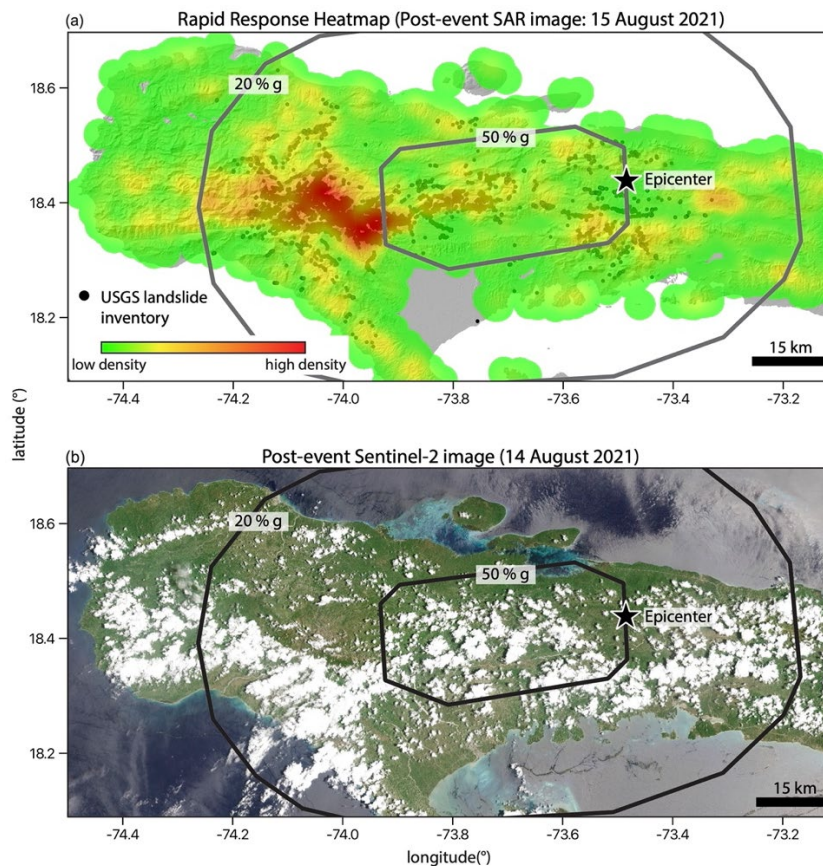 (a) Rapid Response Heatmap (Post-event SAR image: 15 August 2021)
18.6
18.4
18.2
20 % g
50 % g
Epicenter
USGS landslide
inventory
low density high density
15 km
-74.4 -74.2 -74.0 -73.8 -73.6 -73.4 -73.2
latitude (°)
(b) Post-event Sentinel-2 image (14 August 2021)
18.6
18.4
18.2
20 % g
50 % g
Epicenter
15 km
-74.4 -74.2 -74.0 -73.8 -73.6 -73.4 -73.2
longitude(°)